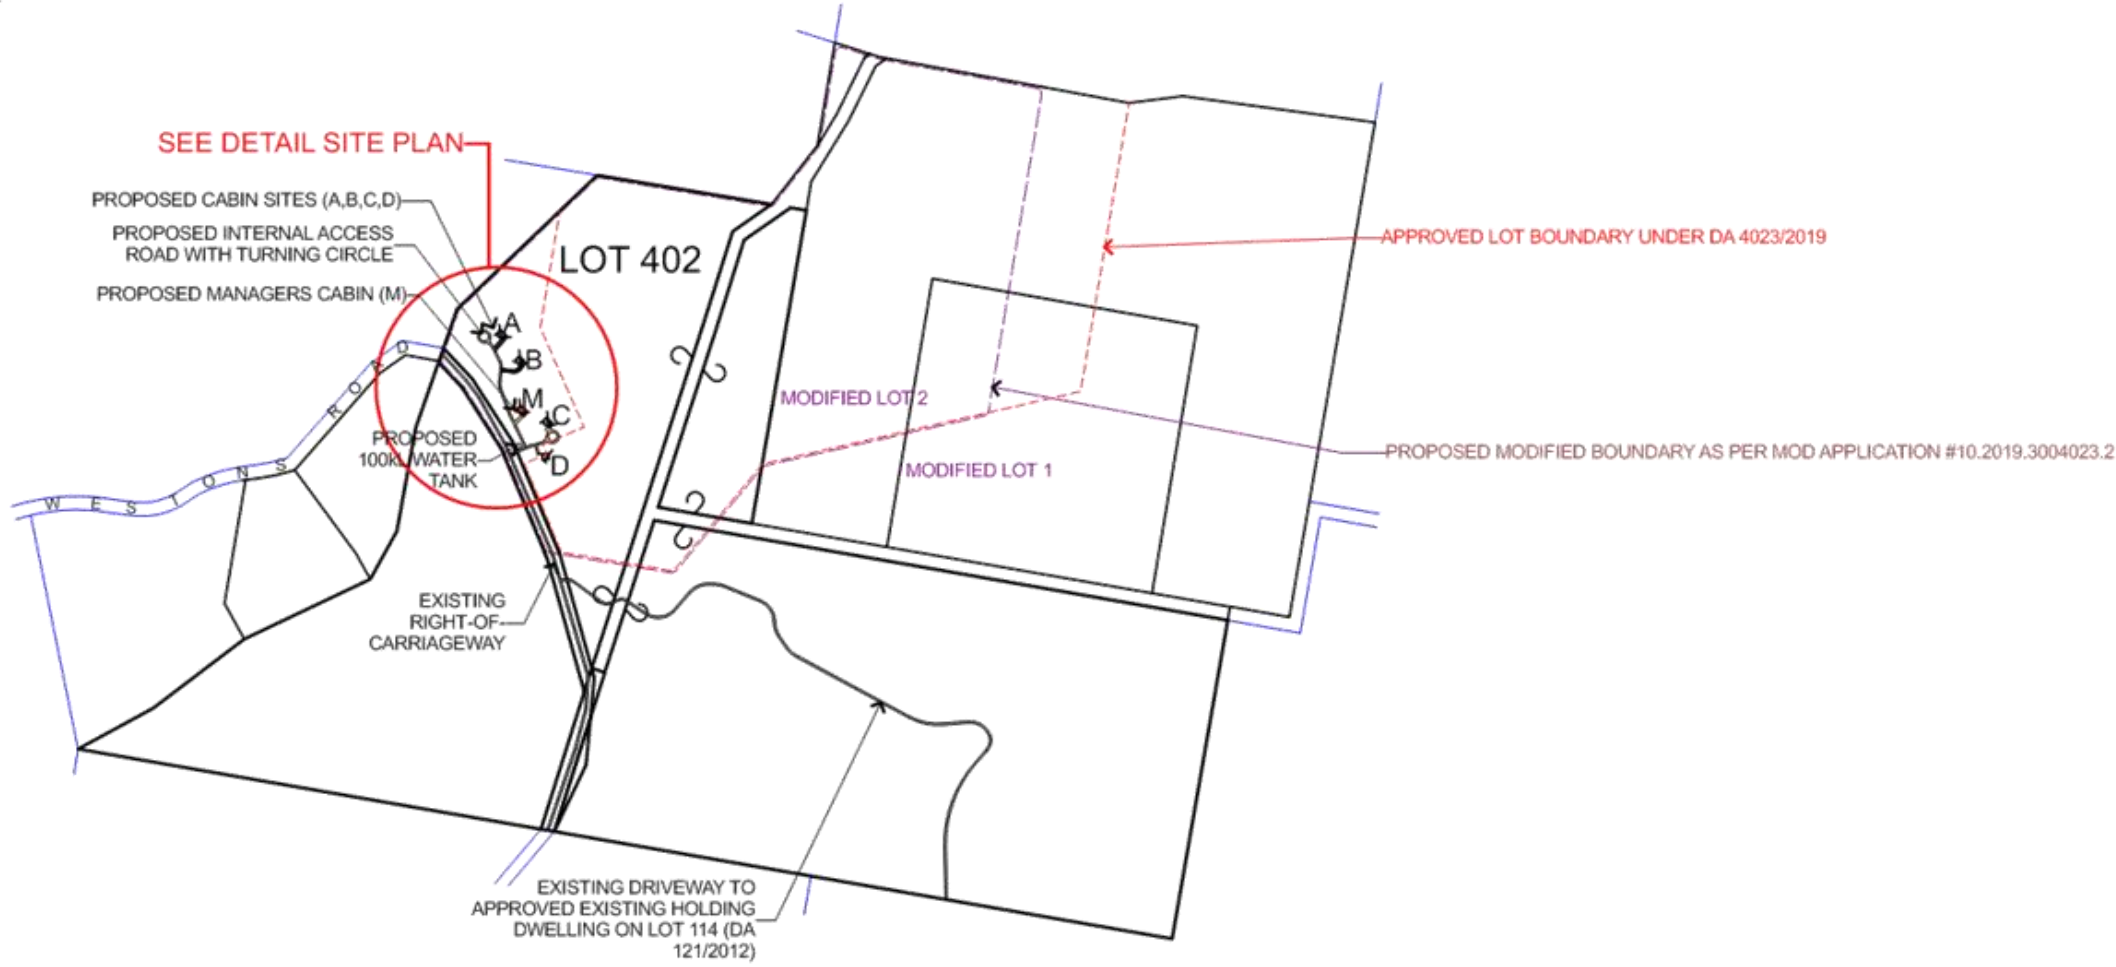 SEE DETAIL SITE PLAN
PROPOSED CABIN SITES (A,B,C,D)
PROPOSED INTERNAL ACCESS
ROAD WITH TURNING CIRCLE
PROPOSED MANAGERS CABIN (M)
LOT 402
A
B
M
C
D
PROPOSED
100kL WATER
TANK
WESTONS ROAD
APPROVED LOT BOUNDARY UNDER DA 4023/2019
MODIFIED LOT 2
MODIFIED LOT 1
PROPOSED MODIFIED BOUNDARY AS PER MOD APPLICATION #10.2019.3004023.2
EXISTING
RIGHT-OF
CARRIAGEWAY
EXISTING DRIVEWAY TO
APPROVED EXISTING HOLDING
DWELLING ON LOT 114 (DA
121/2012)